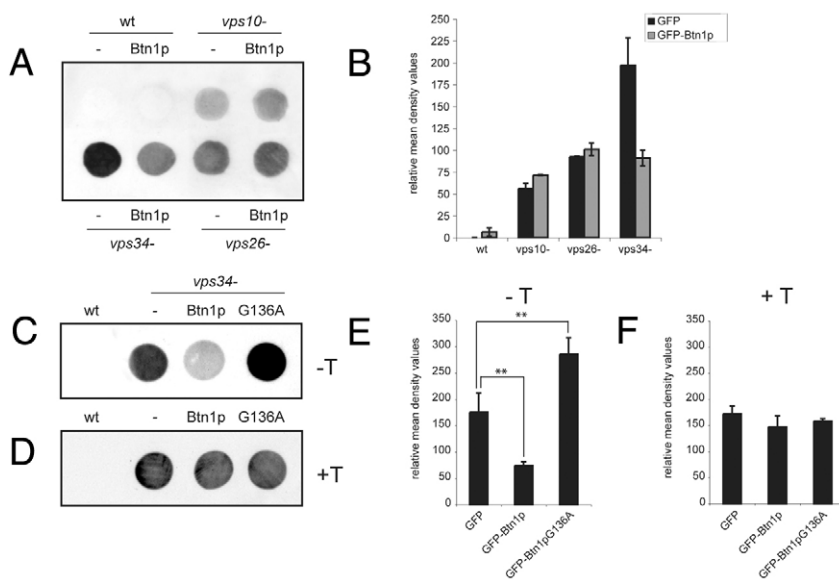 A
wt vps10-
- Btn1p - Btn1p
- Btn1p - Btn1p
vps34- vps26-
B
relative mean density values
250
225
200
175
150
125
100
75
50
25
0
wt vps10- vps26- vps34-
GFP
GFP-Btn1p
C
vps34-
wt - Btn1p G136A
-T
D
wt - Btn1p G136A
+T
E
- T
relative mean density values
350
300
250
200
150
100
50
0
**
**
GFP
GFP-Btn1p
GFP-Btn1pG136A
F
+ T
relative mean density values
350
300
250
200
150
100
50
0
GFP
GFP-Btn1p
GFP-Btn1pG136A